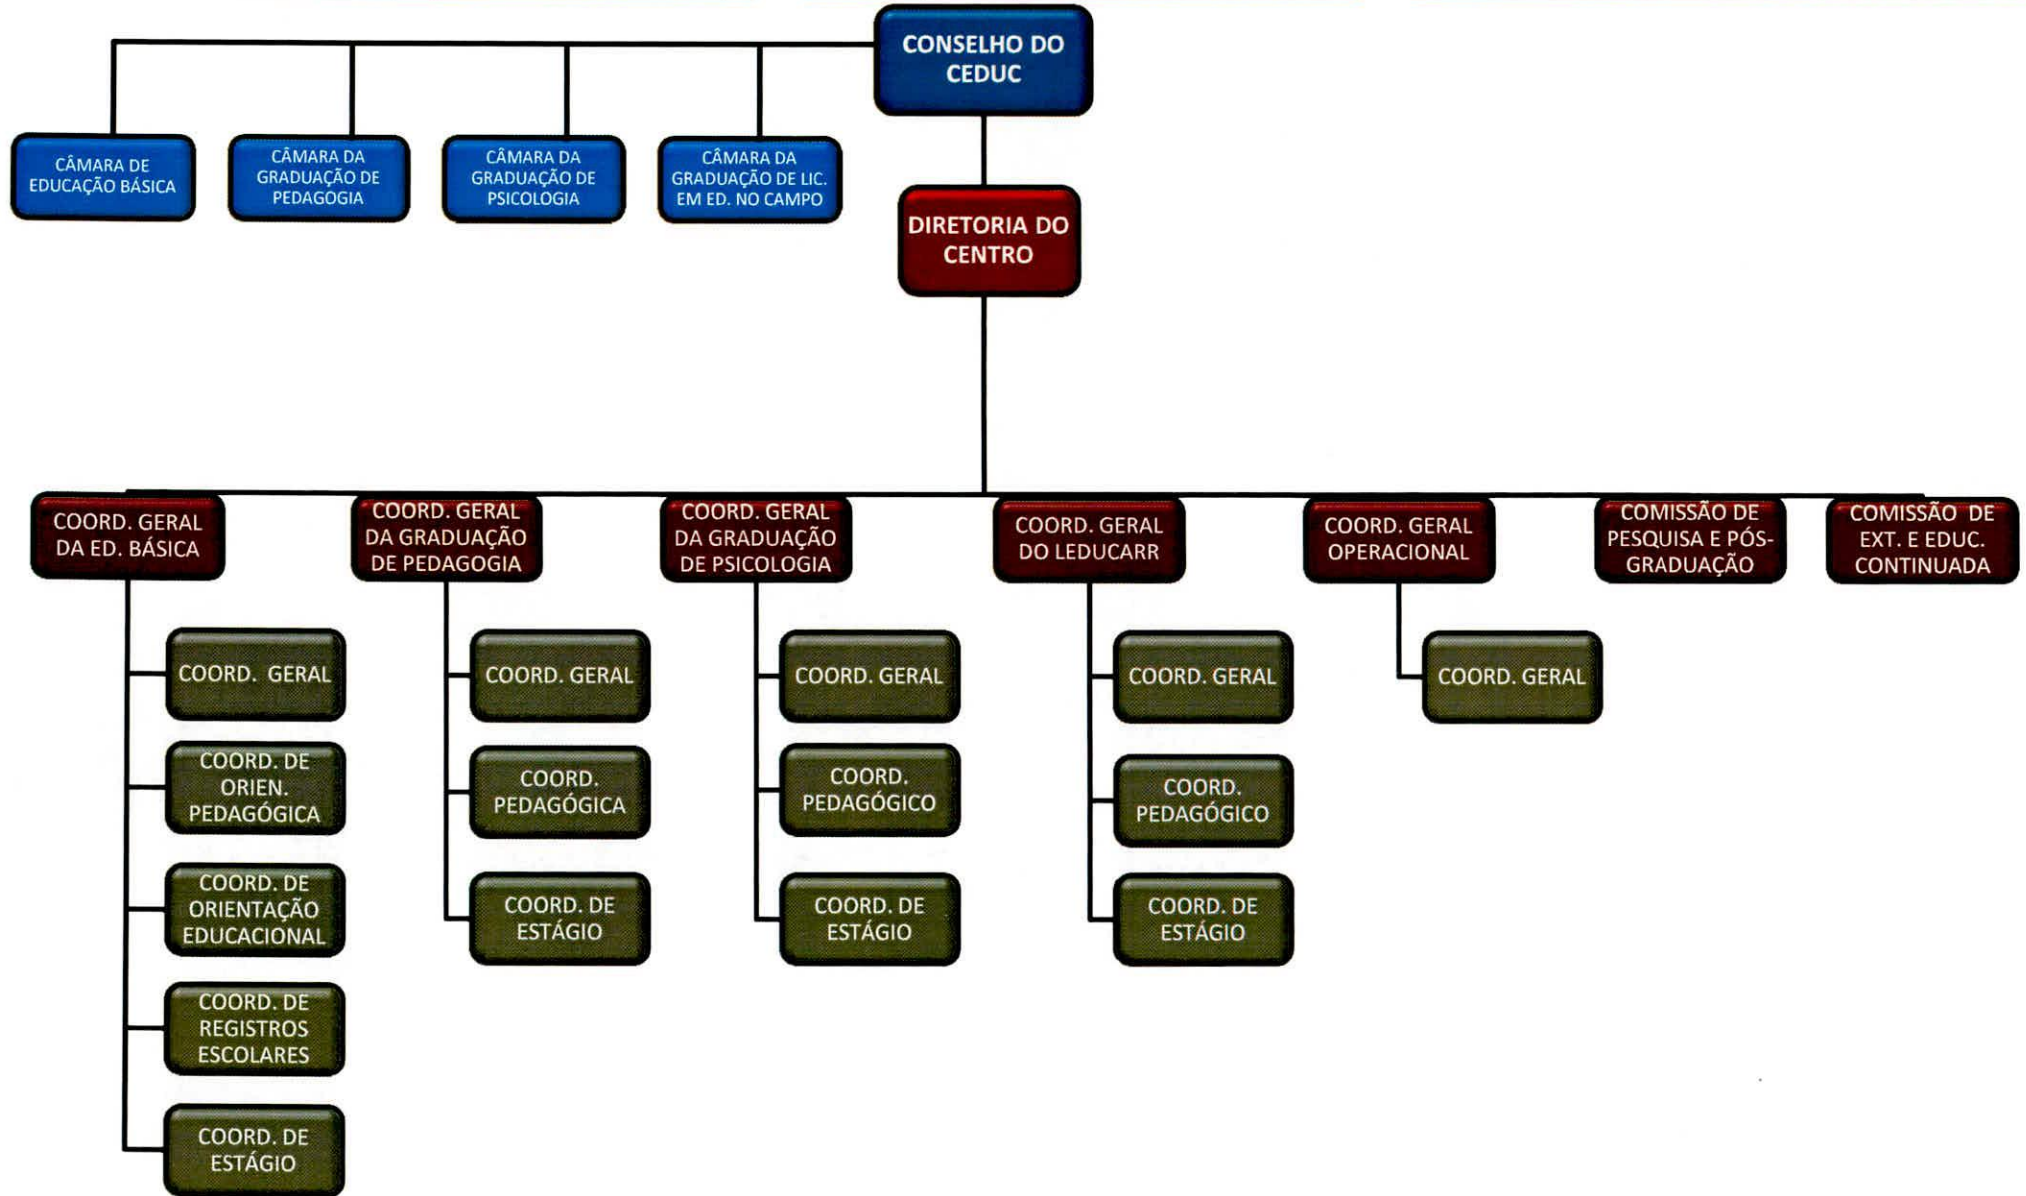 CONSELHO DO
CEDUC
CÂMARA DE
EDUCAÇÃO BÁSICA
CÂMARA DA
GRADUAÇÃO DE
PEDAGOGIA
CÂMARA DA
GRADUAÇÃO DE
PSICOLOGIA
CÂMARA DA
GRADUAÇÃO DE LIC.
EM ED. NO CAMPO
DIRETORIA DO
CENTRO
COORD. GERAL
DA ED. BÁSICA
COORD. GERAL
DA GRADUAÇÃO
DE PEDAGOGIA
COORD. GERAL
DA GRADUAÇÃO
DE PSICOLOGIA
COORD. GERAL
DO LEDUCARR
COORD. GERAL
OPERACIONAL
COMISSÃO DE
PESQUISA E PÓS-
GRADUAÇÃO
COMISSÃO DE
EXT. E EDUC.
CONTINUADA
COORD. GERAL
COORD. DE
ORIEN.
PEDAGÓGICA
COORD. DE
ORIENTAÇÃO
EDUCACIONAL
COORD. DE
REGISTROS
ESCOLARES
COORD. DE
ESTÁGIO
COORD. GERAL
COORD.
PEDAGÓGICA
COORD. DE
ESTÁGIO
COORD. GERAL
COORD.
PEDAGÓGICO
COORD. DE
ESTÁGIO
COORD. GERAL
COORD.
PEDAGÓGICO
COORD. DE
ESTÁGIO
COORD. GERAL